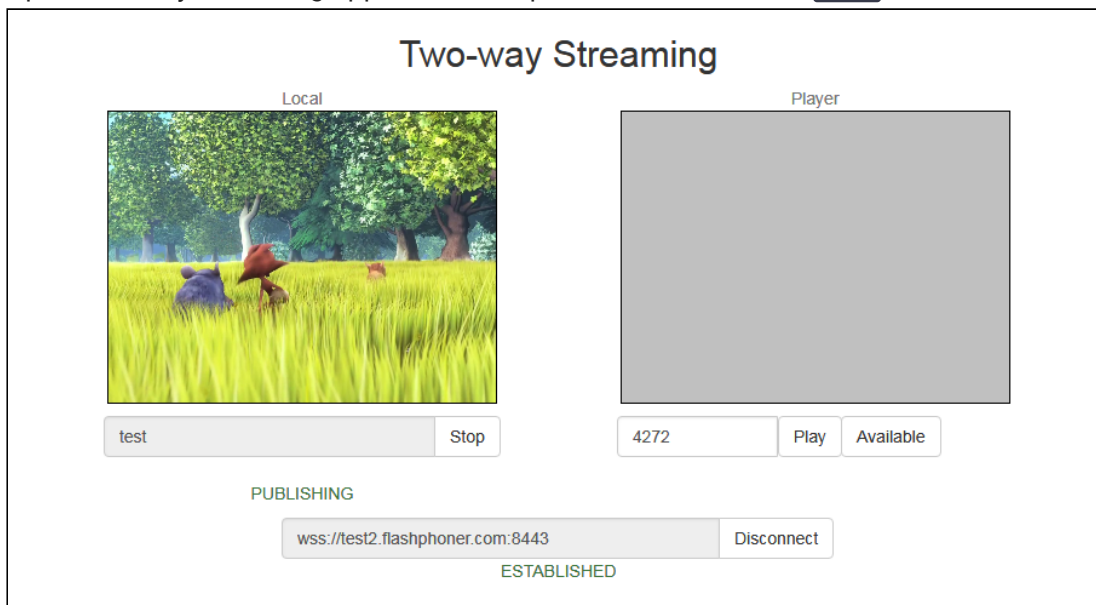 Two-way Streaming
Local
Player
test
Stop
4272
Play
Available
PUBLISHING
wss://test2.flashphoner.com:8443
Disconnect
ESTABLISHED